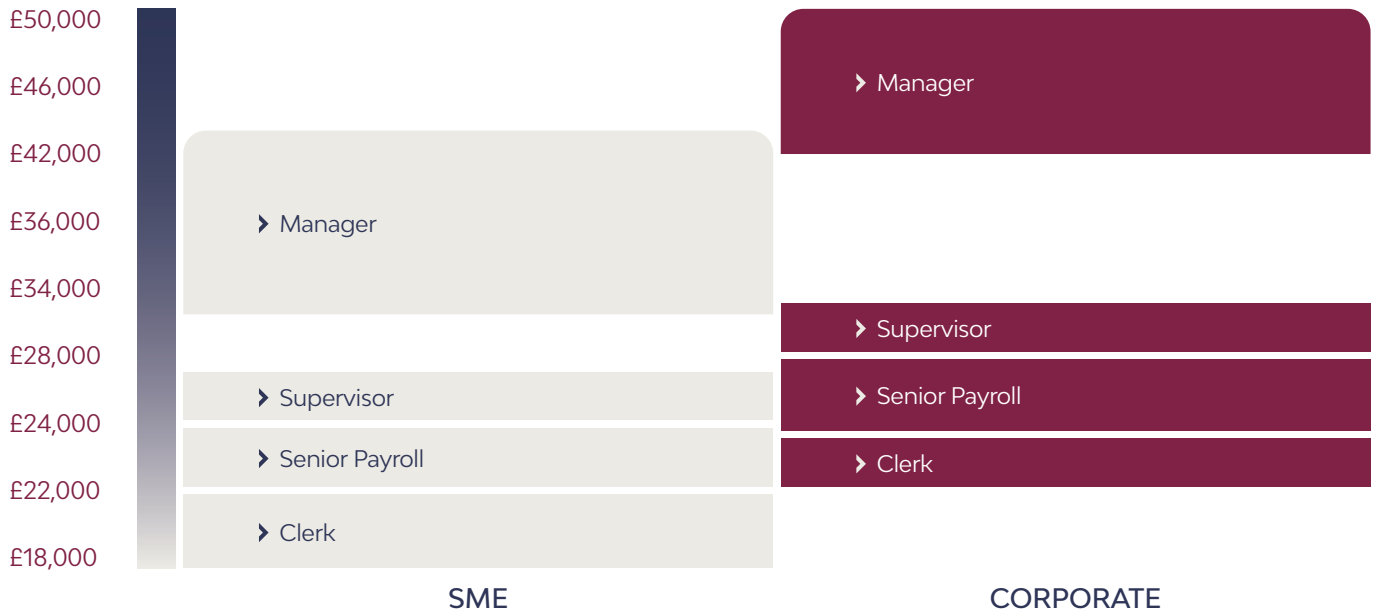 £50,000
£46,000
£42,000
£36,000
£34,000
£28,000
£24,000
£22,000
£18,000
Manager
Supervisor
Senior Payroll
Clerk
SME
Manager
Supervisor
Senior Payroll
Clerk
CORPORATE